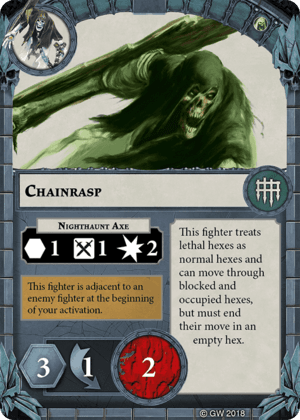 Chainrasp
Nighthaunt Axe
1 1 2
This fighter is adjacent to an
enemy fighter at the beginning
of your activation.
This fighter treats
lethal hexes as
normal hexes and
can move through
blocked and
occupied hexes,
but must end
their move in an
empty hex.
3 1 2
© GW 2018